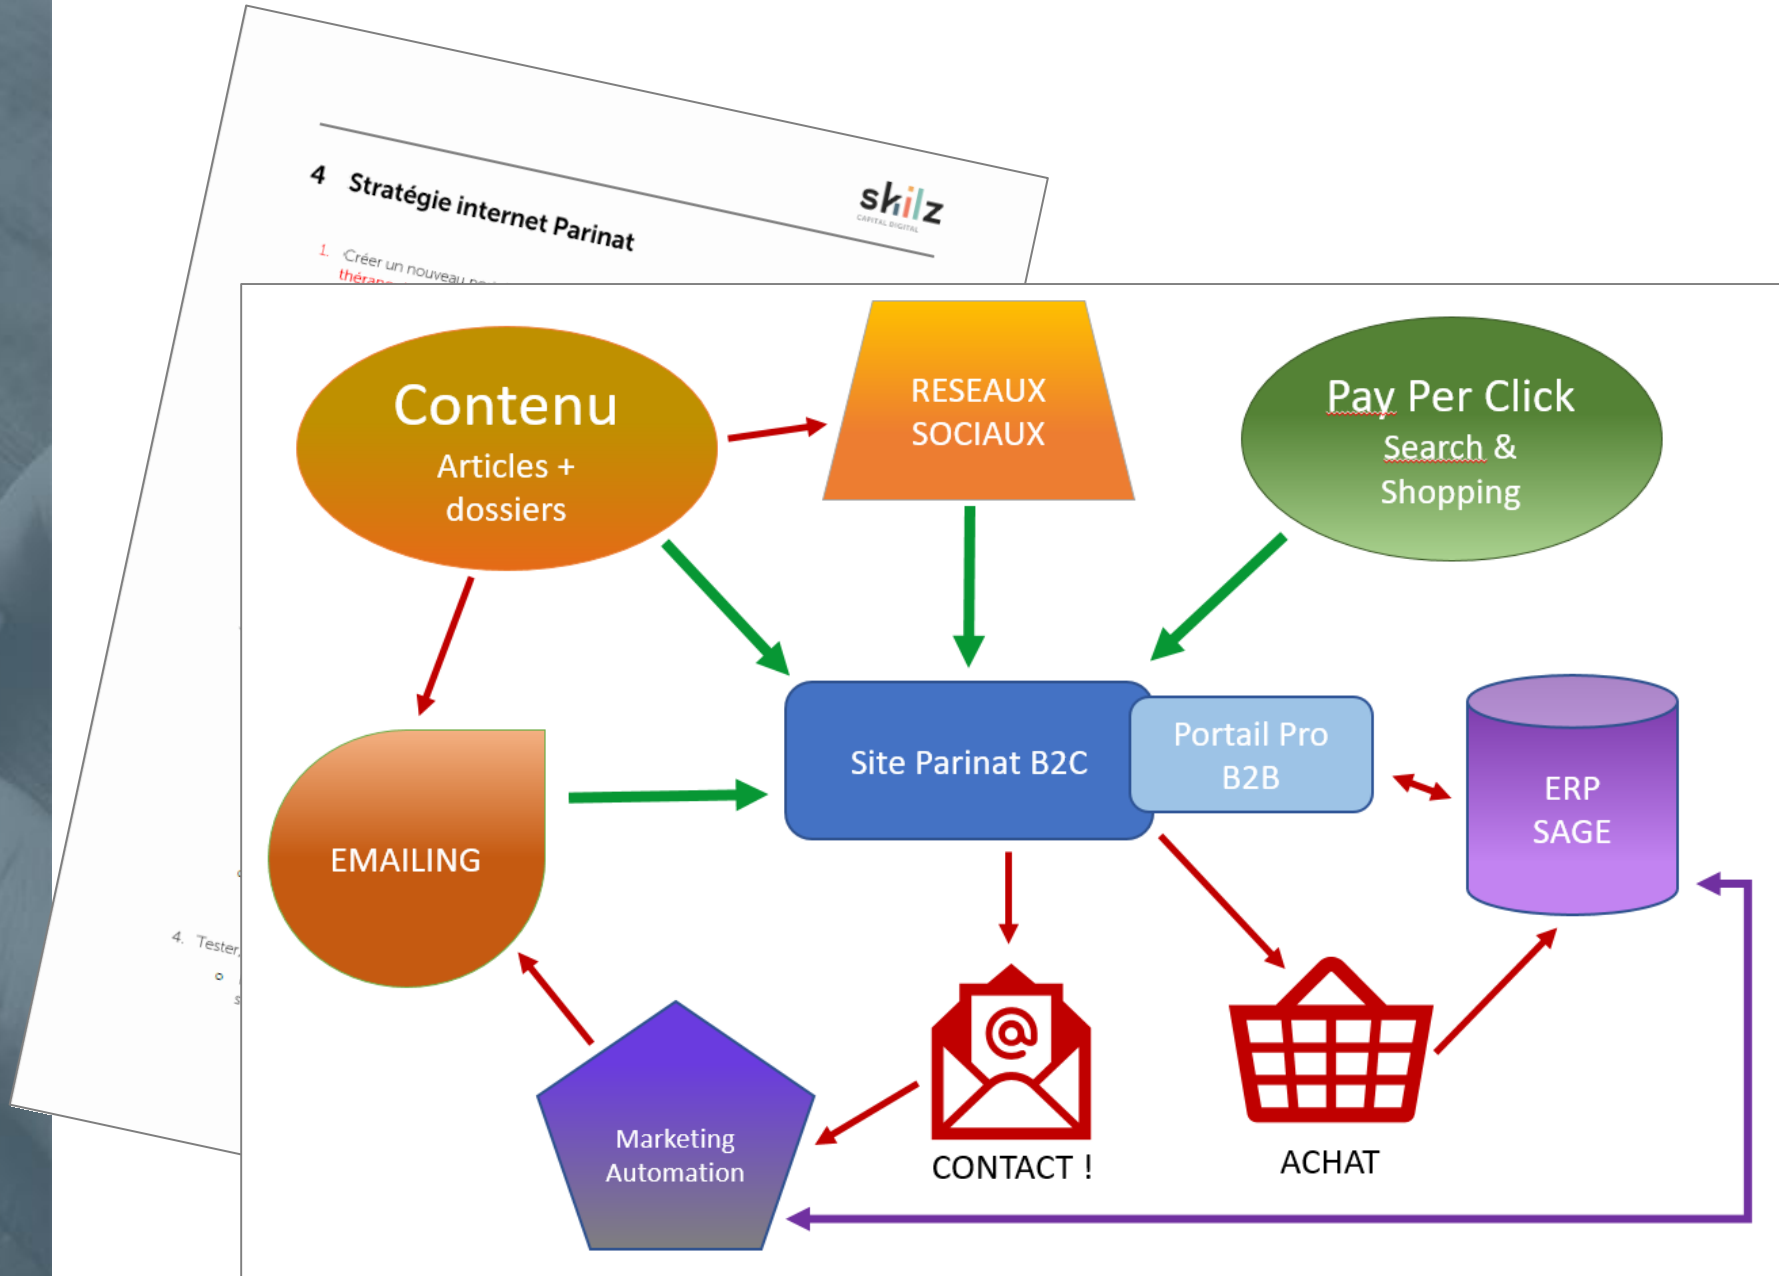 4 Stratégie internet Parinat
skilz
CAPITAL DIGITAL
1. Créer un nouveau
4. Tester,
Contenu
Articles +
dossiers
RESEAUX
SOCIAUX
Pay Per Click
Search &
Shopping
Site Parinat B2C
Portail Pro
B2B
ERP
SAGE
EMAILING
@
Marketing
Automation
CONTACT !
ACHAT